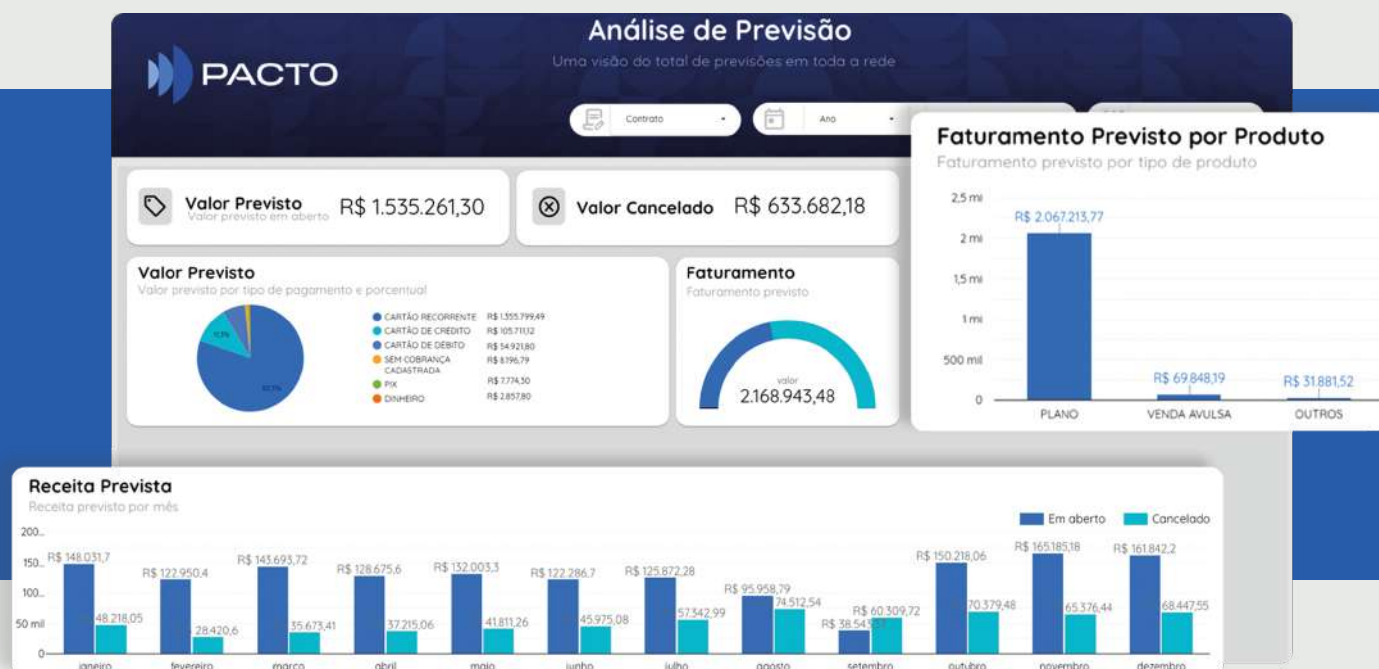 Análise de Previsão
Uma visão do total de previsões em toda a rede
PACTO
Contrato
Ano
Faturamento Previsto por Produto
Faturamento previsto por tipo de produto
2,5 mi
2 mi
1,5 mi
1 mi
500 mil
0
R$ 2.067.213,77
R$ 69.848,19
R$ 31.881,52
PLANO
VENDA AVULSA
OUTROS
Valor Previsto
Valor previsto em aberto
R$ 1.535.261,30
Valor Cancelado
R$ 633.682,18
Valor Previsto
Valor previsto por tipo de pagamento e porcentual
CARTÃO RECORRENTE R$ 1.355.799,49
CARTÃO DE CRÉDITO R$ 105.711,12
CARTÃO DE DÉBITO R$ 54.921,80
SEM COBRANÇA R$ 8.196,79
CADASTRADA
PIX R$ 7.774,30
DINHEIRO R$ 2.857,80
Faturamento
Faturamento previsto
valor
2.168.943,48
Receita Prevista
Receita previsto por mês
Em aberto
Cancelado
200...
150...
100...
50 mil
0
R$ 148.031,7
48.218,05
R$ 122.950,4
28.420,6
R$ 143.693,72
35.673,41
R$ 128.675,6
37.215,06
R$ 132.003,3
41.811,26
R$ 122.286,7
45.975,08
R$ 125.872,28
57.342,99
R$ 95.958,79
74.512,54
R$ 60.309,72
R$ 150.218,06
70.379,48
R$ 165.185,18
65.376,44
R$ 161.842,2
68.447,55
janeiro
fevereiro
março
abril
maio
junho
julho
agosto
setembro
outubro
novembro
dezembro